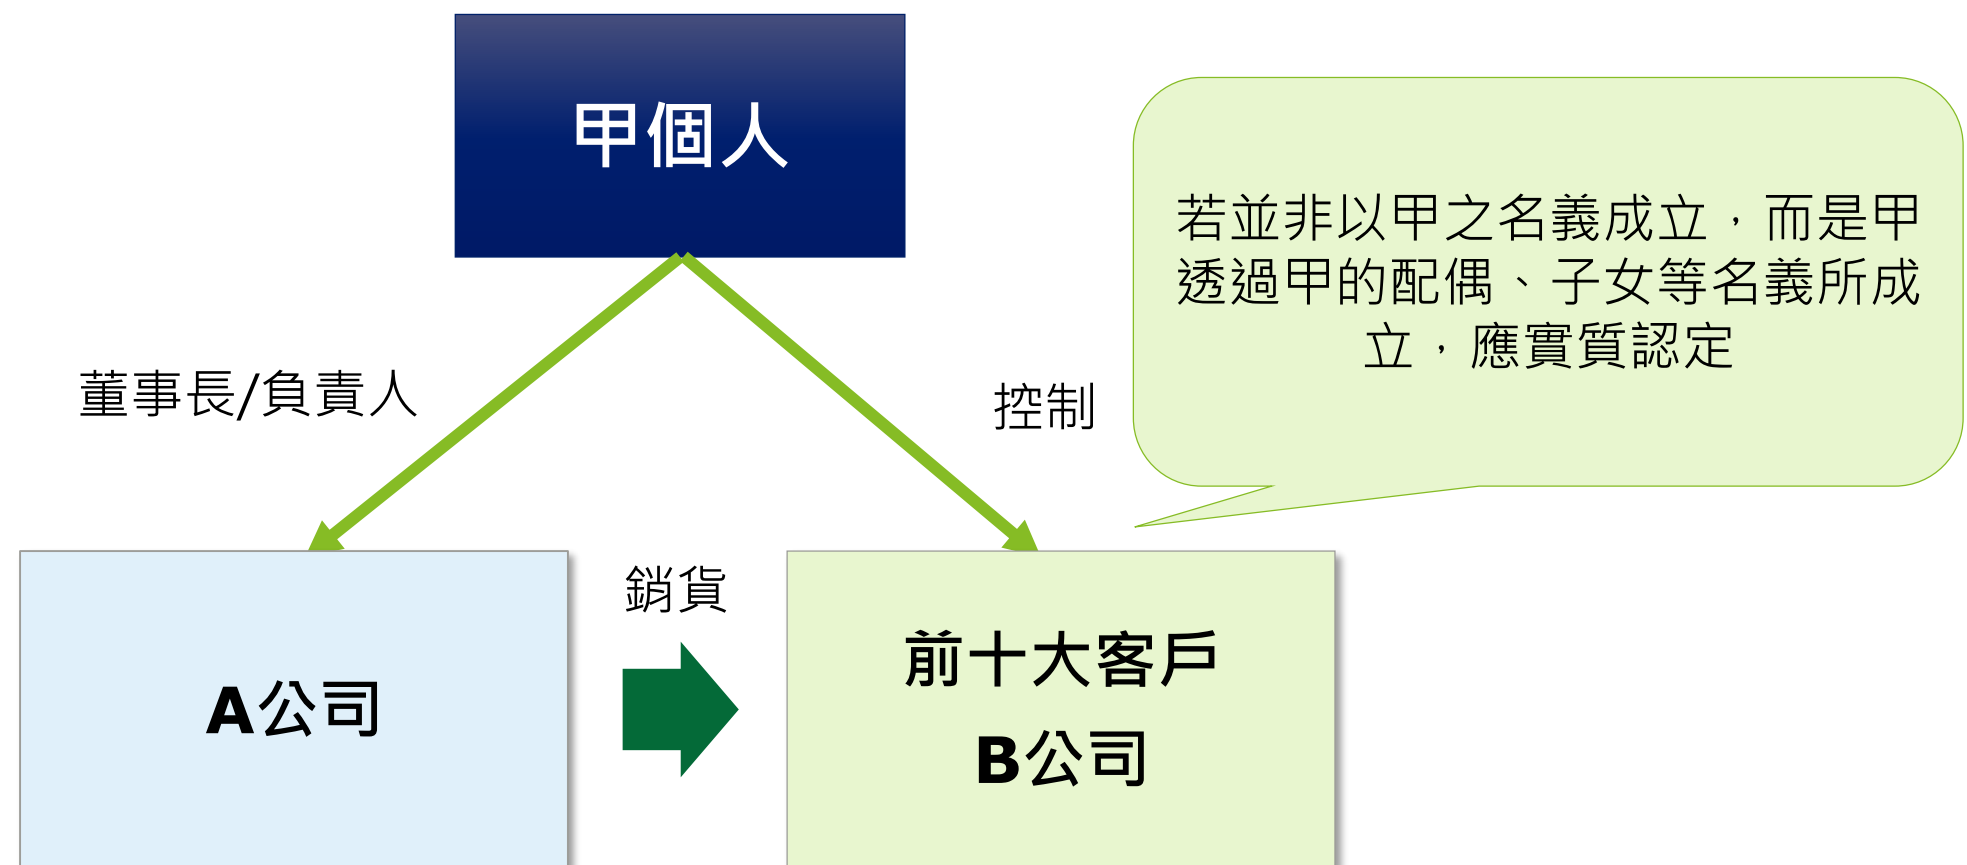 甲個人
若並非以甲之名義成立，而是甲
透過甲的配偶、子女等名義所成
立，應實質認定
董事長/負責人
控制
銷貨
A公司
前十大客戶
B公司